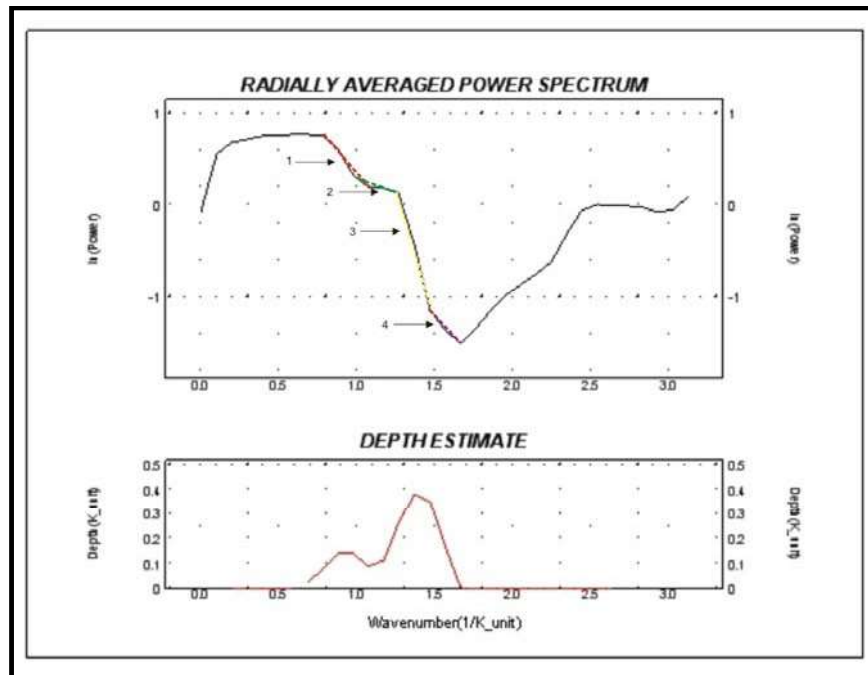 RADIALLY AVERAGED POWER SPECTRUM
1 1
0 0
-1 -1
ln(Power)
ln(Power)
1
2
3
4
0.0 0.5 1.0 1.5 2.0 2.5 3.0
DEPTH ESTIMATE
0.5 0.5
0.4 0.4
0.3 0.3
0.2 0.2
0.1 0.1
0 0
Depth(K_unit)
Depth(K_unit)
0.0 0.5 1.0 1.5 2.0 2.5 3.0
Wavenumber(1/K_unit)